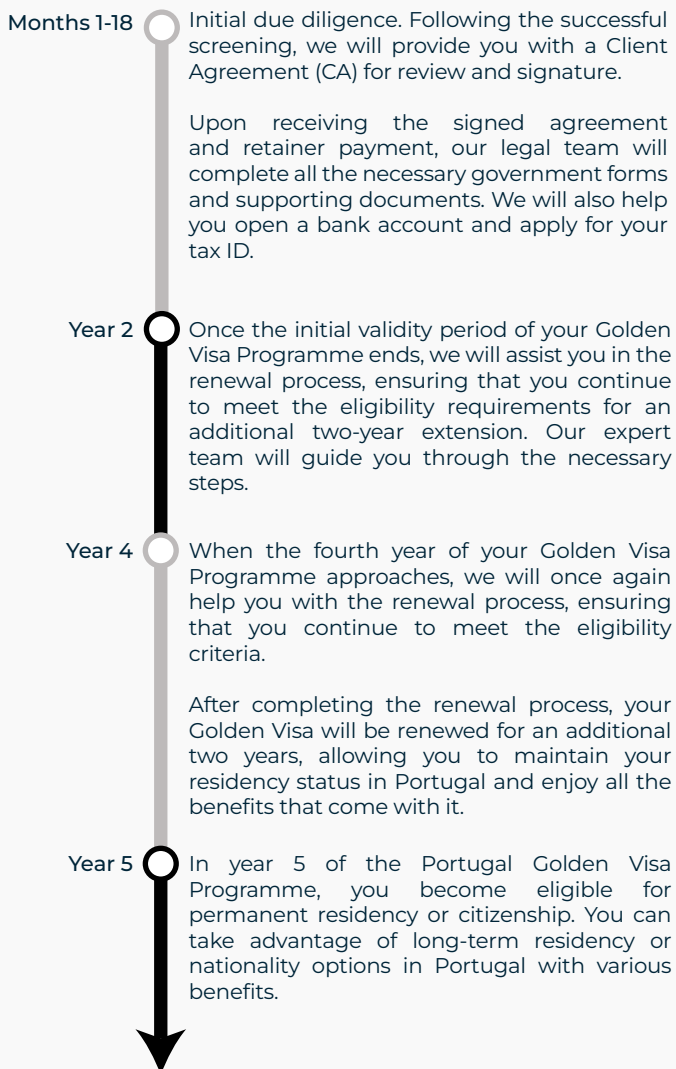 Months 1-18
Initial due diligence. Following the successful
screening, we will provide you with a Client
Agreement (CA) for review and signature.
Upon receiving the signed agreement
and retainer payment, our legal team will
complete all the necessary government forms
and supporting documents. We will also help
you open a bank account and apply for your
tax ID.
Year 2
Once the initial validity period of your Golden
Visa Programme ends, we will assist you in the
renewal process, ensuring that you continue
to meet the eligibility requirements for an
additional two-year extension. Our expert
team will guide you through the necessary
steps.
Year 4
When the fourth year of your Golden Visa
Programme approaches, we will once again
help you with the renewal process, ensuring
that you continue to meet the eligibility
criteria.
After completing the renewal process, your
Golden Visa will be renewed for an additional
two years, allowing you to maintain your
residency status in Portugal and enjoy all the
benefits that come with it.
Year 5
In year 5 of the Portugal Golden Visa
Programme, you become eligible for
permanent residency or citizenship. You can
take advantage of long-term residency or
nationality options in Portugal with various
benefits.